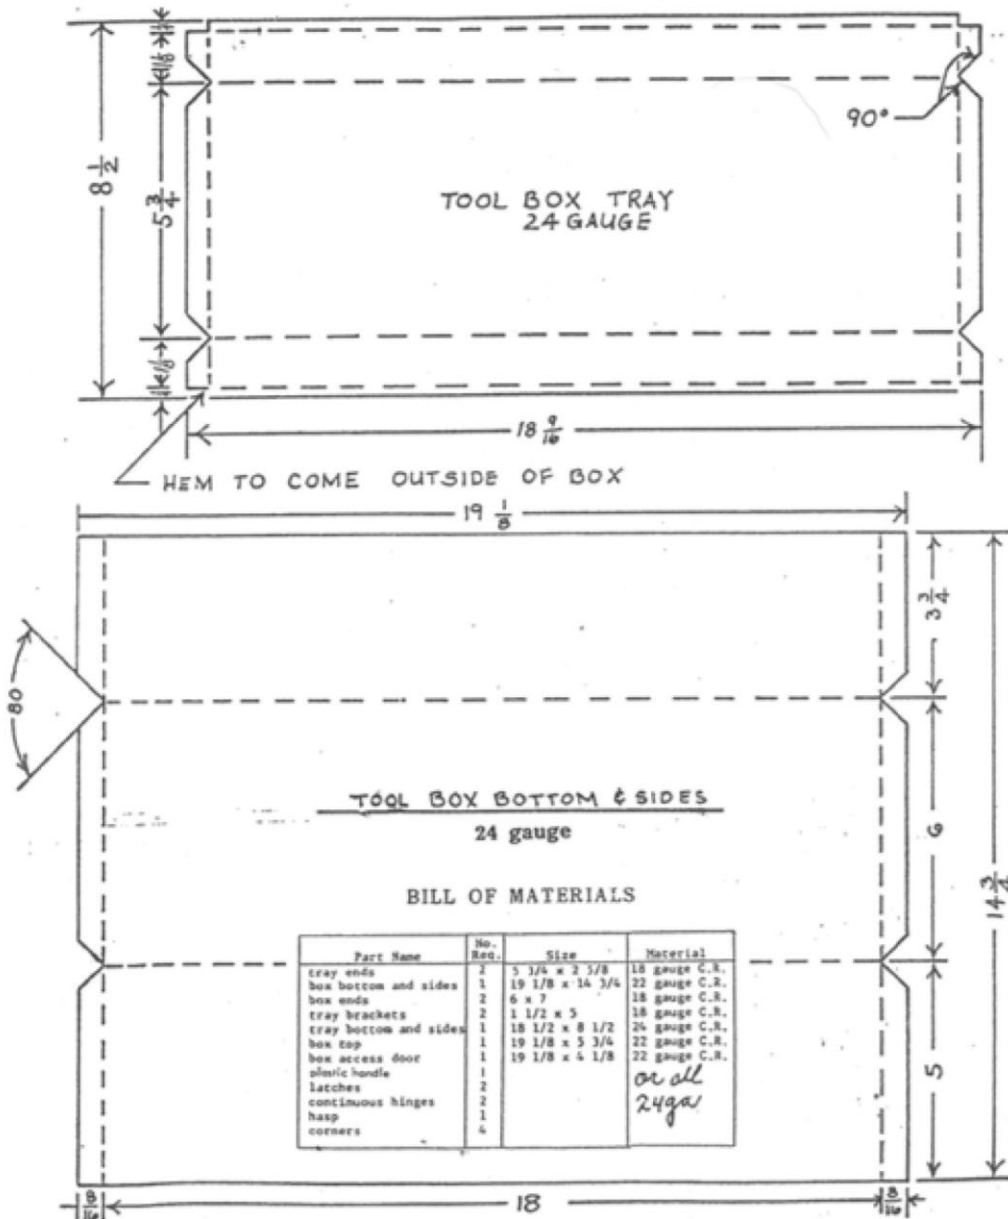 8 1/2
1/4
1 1/8
5 3/4
1 1/8
1/4
90°
TOOL BOX TRAY
24 GAUGE
18 9/16
HEM TO COME OUTSIDE OF BOX
19 1/8
3 3/4
80
6
14 3/4
5
TOOL BOX BOTTOM & SIDES
24 gauge
BILL OF MATERIALS
Part Name No. Req. Size Material
tray ends 2 5 3/4 x 2 5/8 18 gauge C.R.
box bottom and sides 1 19 1/8 x 14 3/4 22 gauge C.R.
box ends 2 6 x 7 18 gauge C.R.
tray brackets 2 1 1/2 x 5 18 gauge C.R.
tray bottom and sides 1 18 1/2 x 8 1/2 24 gauge C.R.
box top 1 19 1/8 x 5 3/4 22 gauge C.R.
box access door 1 19 1/8 x 4 1/8 22 gauge C.R.
plastic handle 1
latches 2
continuous hinges 2
hasp 1
corners 4
or all
24ga
18